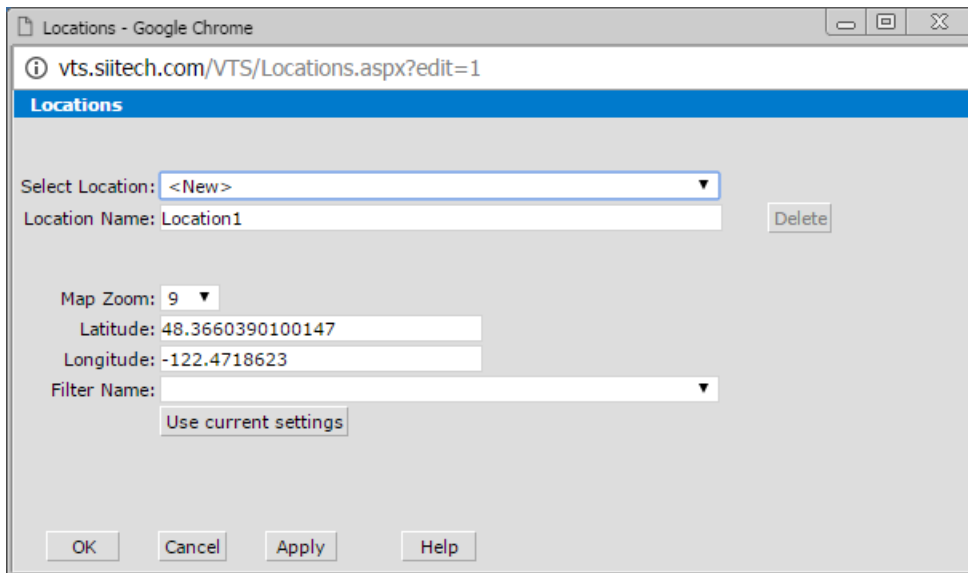 Locations - Google Chrome
vts.siitech.com/VTS/Locations.aspx?edit=1
Locations
Select Location: <New>
Location Name: Location1 Delete
Map Zoom: 9
Latitude: 48.3660390100147
Longitude: -122.4718623
Filter Name:
Use current settings
OK Cancel Apply Help